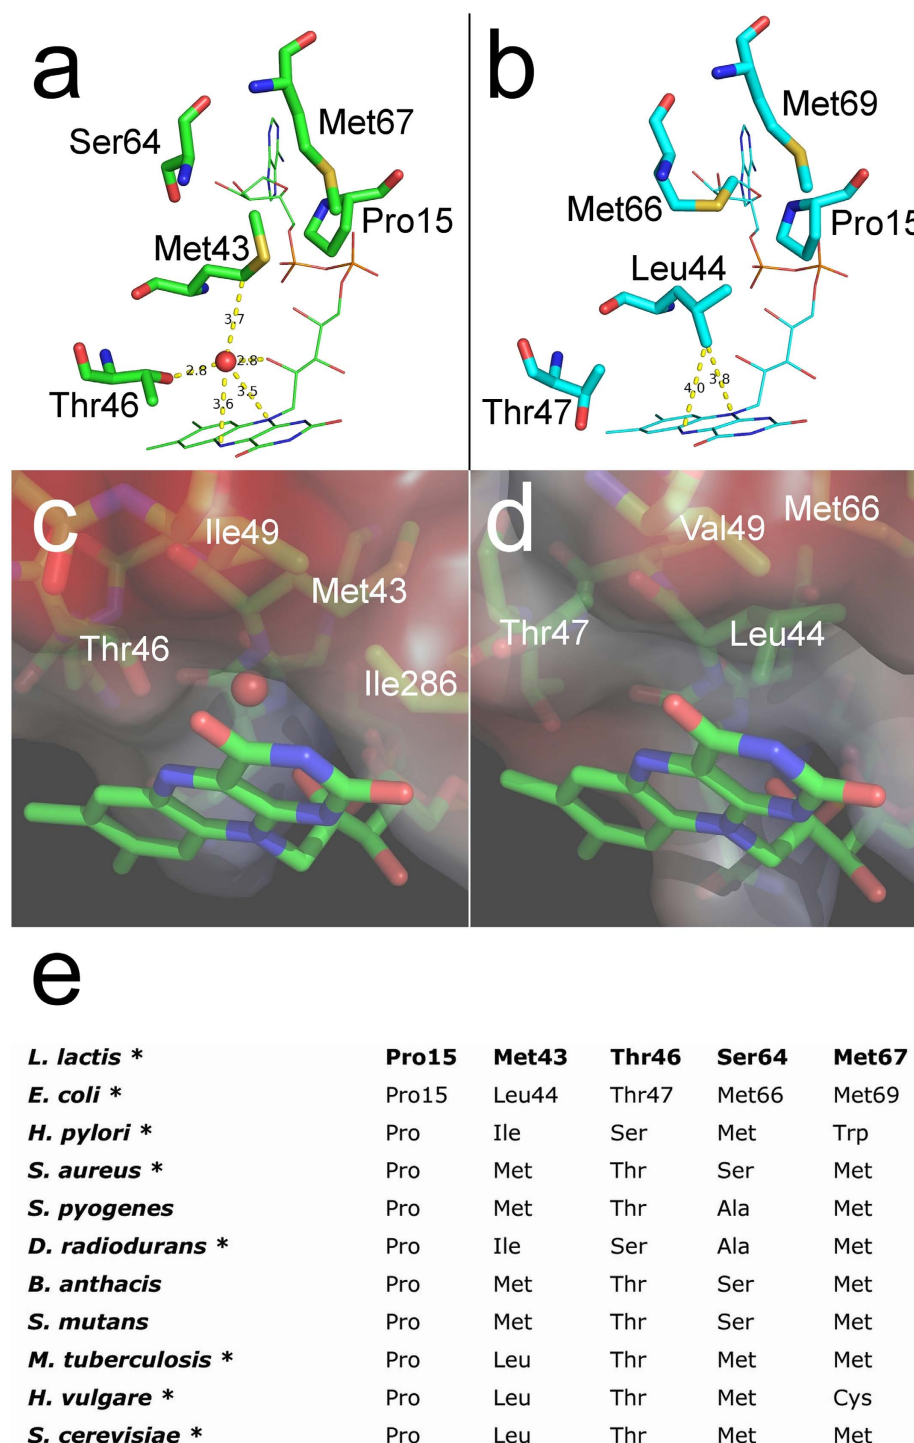 a
Ser64
Met67
Pro15
Met43
3.7
2.8
2.8
3.5
3.6
Thr46
b
Met69
Met66
Pro15
Leu44
4.0
3.8
Thr47
c
Ile49
Met43
Thr46
Ile286
d
Val49
Met66
Thr47
Leu44
e
L. lactis * Pro15 Met43 Thr46 Ser64 Met67
E. coli * Pro15 Leu44 Thr47 Met66 Met69
H. pylori * Pro Ile Ser Met Trp
S. aureus * Pro Met Thr Ser Met
S. pyogenes Pro Met Thr Ala Met
D. radiodurans * Pro Ile Ser Ala Met
B. anthacis Pro Met Thr Ser Met
S. mutans Pro Met Thr Ser Met
M. tuberculosis * Pro Leu Thr Met Met
H. vulgare * Pro Leu Thr Met Cys
S. cerevisiae * Pro Leu Thr Met Met